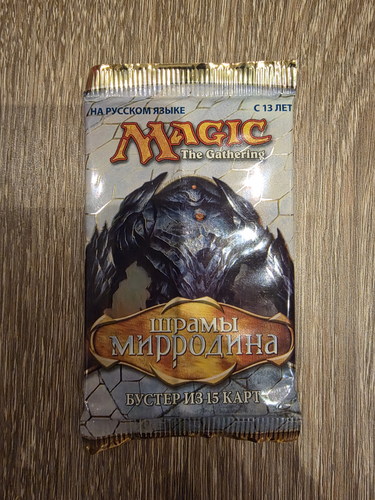 НА РУССКОМ ЯЗЫКЕ
С 13 ЛЕТ
MAGIC
The Gathering
ШРАМЫ
МИРРОДИНА
БУСТЕР ИЗ 15 КАРТ